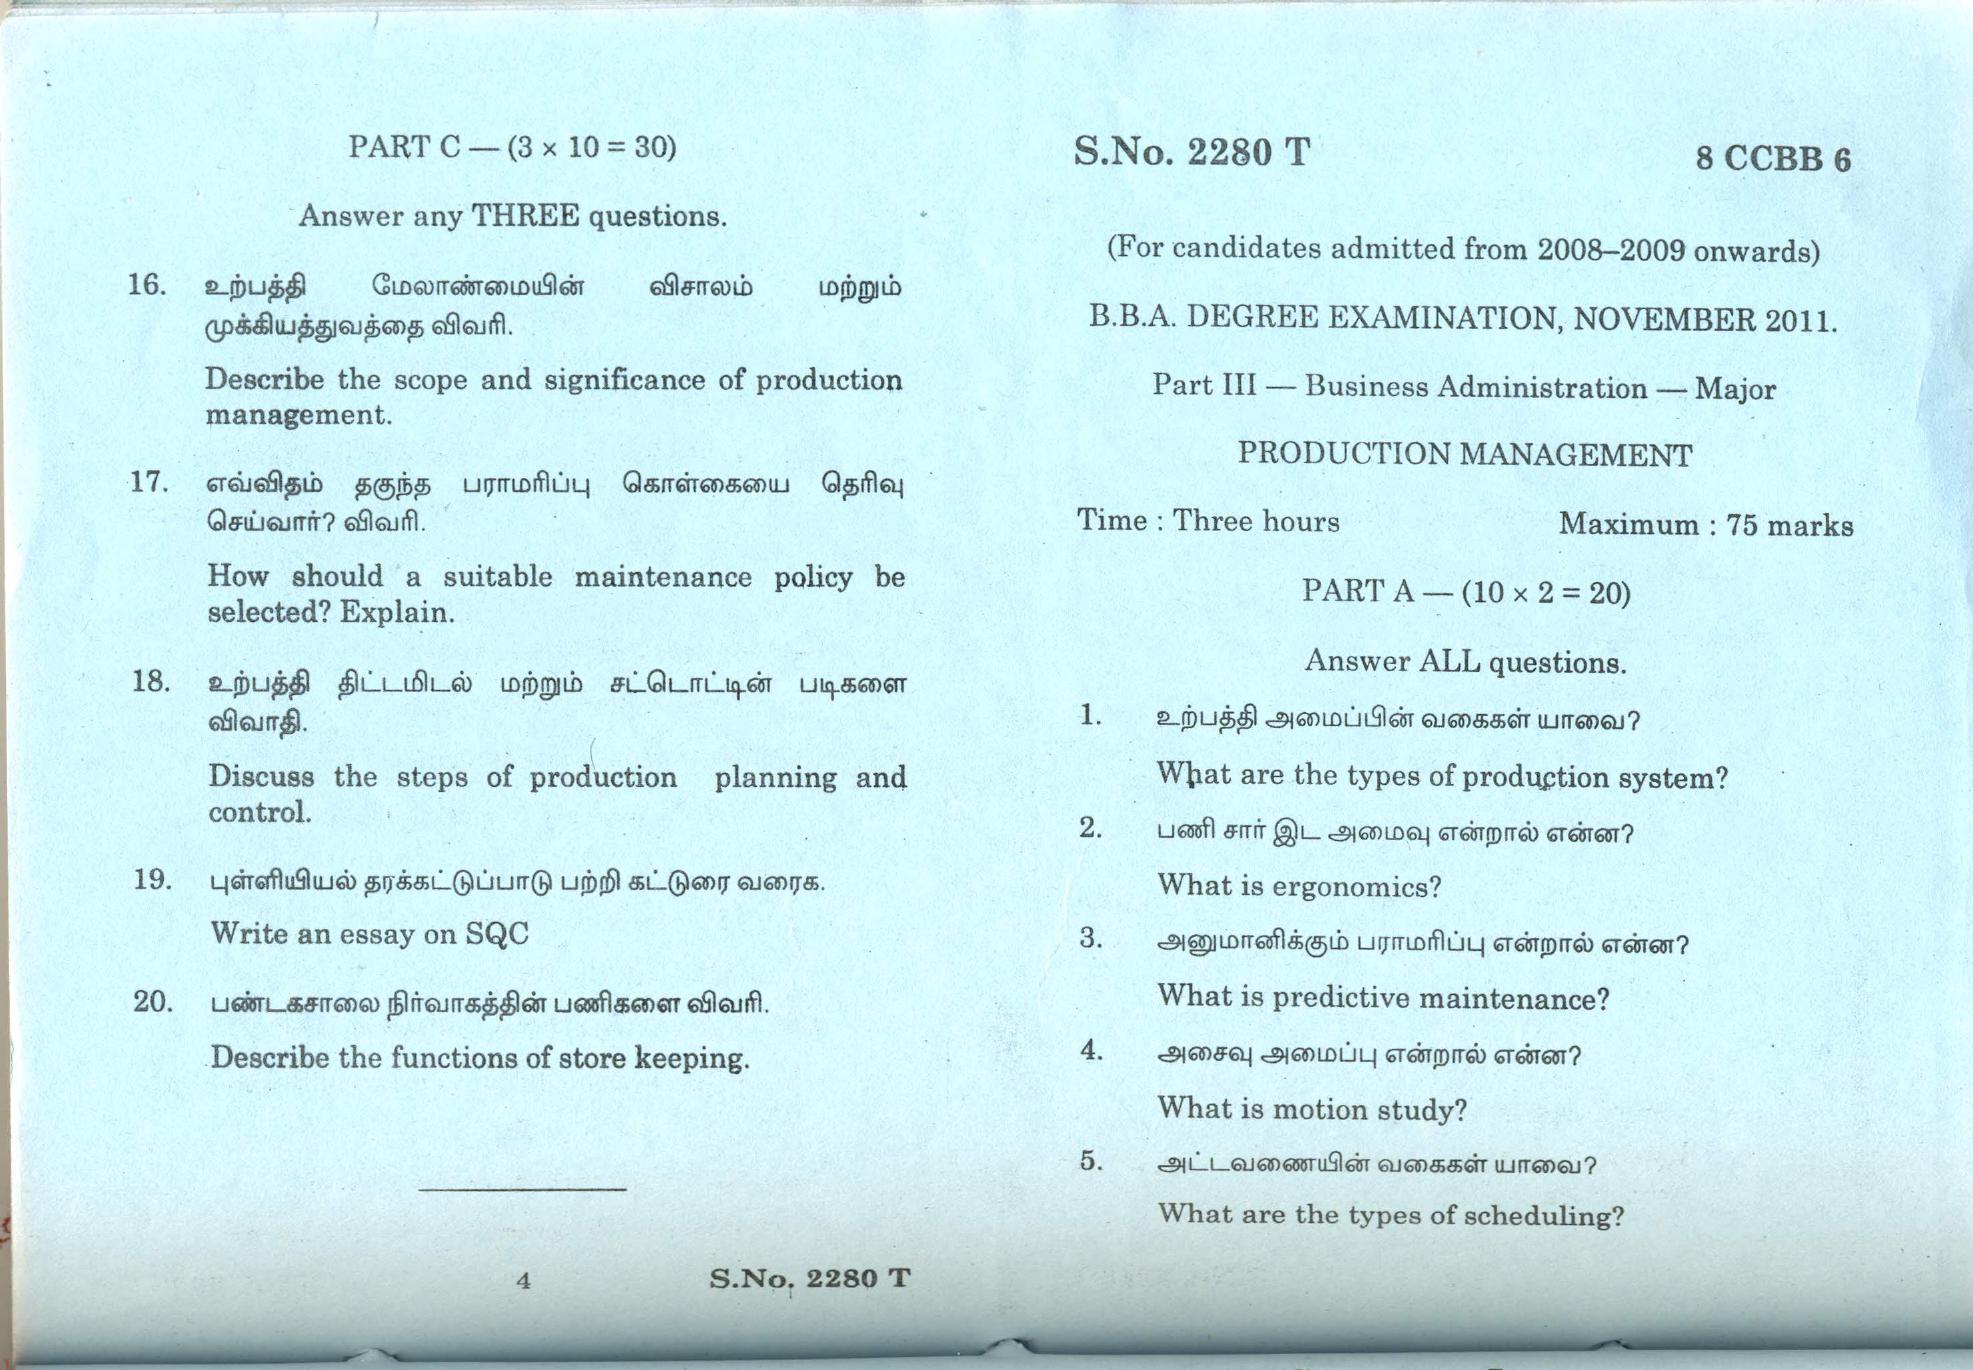 PART C — (3 × 10 = 30)
Answer any THREE questions.
16. உற்பத்தி மேலாண்மையின் விசாலம் மற்றும்
முக்கியத்துவத்தை விவரி.
Describe the scope and significance of production
management.
17. எவ்விதம் தகுந்த பராமரிப்பு கொள்கையை தெரிவு
செய்வார்? விவரி.
How should a suitable maintenance policy be
selected? Explain.
18. உற்பத்தி திட்டமிடல் மற்றும் சட்டொட்டின் படிகளை
விவாதி.
Discuss the steps of production planning and
control.
19. புள்ளியியல் தரக்கட்டுப்பாடு பற்றி கட்டுரை வரைக.
Write an essay on SQC
20. பண்டகசாலை நிர்வாகத்தின் பணிகளை விவரி.
Describe the functions of store keeping.
4 S.No. 2280 T
S.No. 2280 T 8 CCBB 6
(For candidates admitted from 2008–2009 onwards)
B.B.A. DEGREE EXAMINATION, NOVEMBER 2011.
Part III — Business Administration — Major
PRODUCTION MANAGEMENT
Time : Three hours Maximum : 75 marks
PART A — (10 × 2 = 20)
Answer ALL questions.
1. உற்பத்தி அமைப்பின் வகைகள் யாவை?
What are the types of production system?
2. பணி சார் இட அமைவு என்றால் என்ன?
What is ergonomics?
3. அனுமானிக்கும் பராமரிப்பு என்றால் என்ன?
What is predictive maintenance?
4. அசைவு அமைப்பு என்றால் என்ன?
What is motion study?
5. அட்டவணையின் வகைகள் யாவை?
What are the types of scheduling?